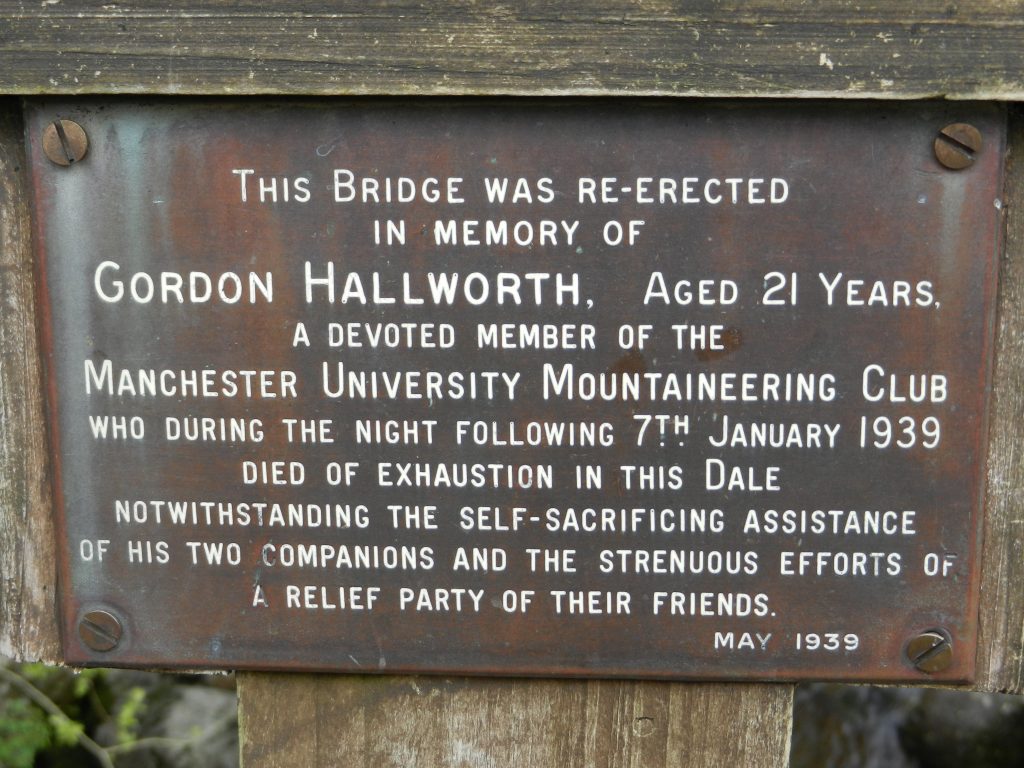 This Bridge was re-erected
in memory of
Gordon Hallworth, Aged 21 Years,
a devoted member of the
Manchester University Mountaineering Club
who during the night following 7th January 1939
died of exhaustion in this Dale
notwithstanding the self-sacrificing assistance
of his two companions and the strenuous efforts of
a relief party of their friends.
May 1939